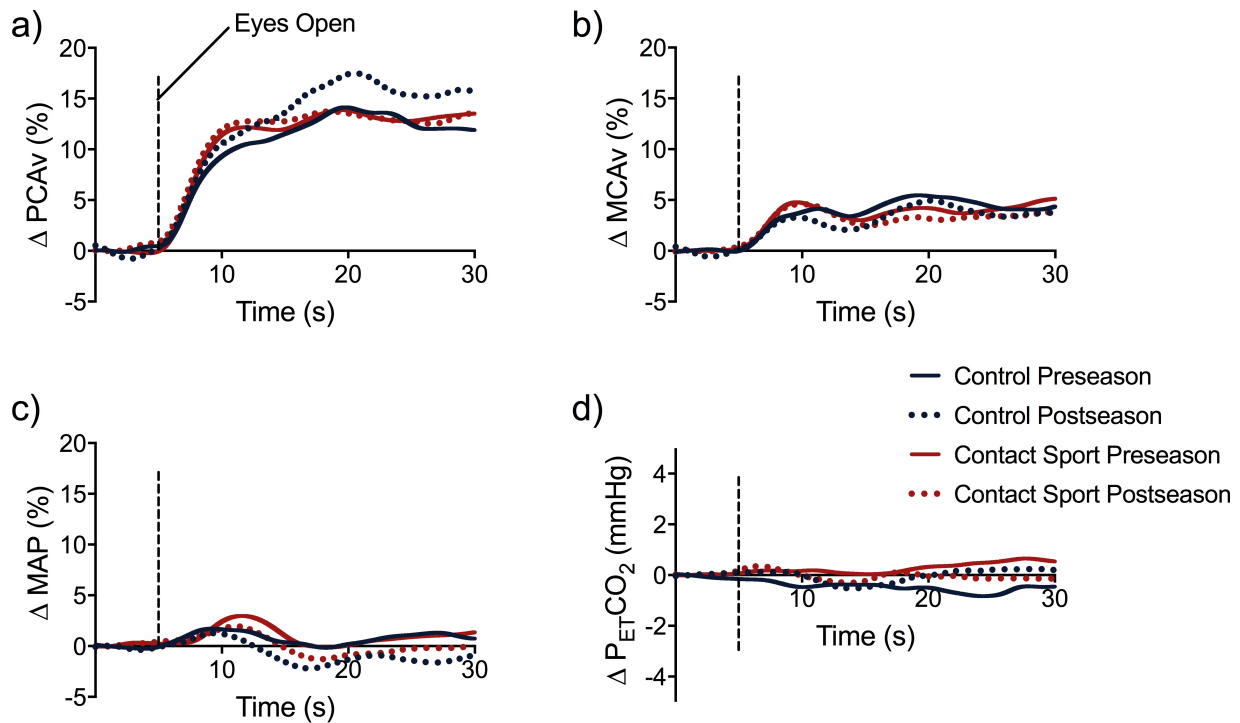 a)
Eyes Open
20
15
10
5
0
-5
Δ PCAv (%)
10
20
30
Time (s)
b)
20
15
10
5
0
-5
Δ MCAv (%)
10
20
30
Time (s)
Control Preseason
Control Postseason
Contact Sport Preseason
Contact Sport Postseason
c)
20
15
10
5
0
-5
Δ MAP (%)
10
20
30
Time (s)
d)
4
2
0
-2
-4
Δ PETCO2 (mmHg)
10
20
30
Time (s)